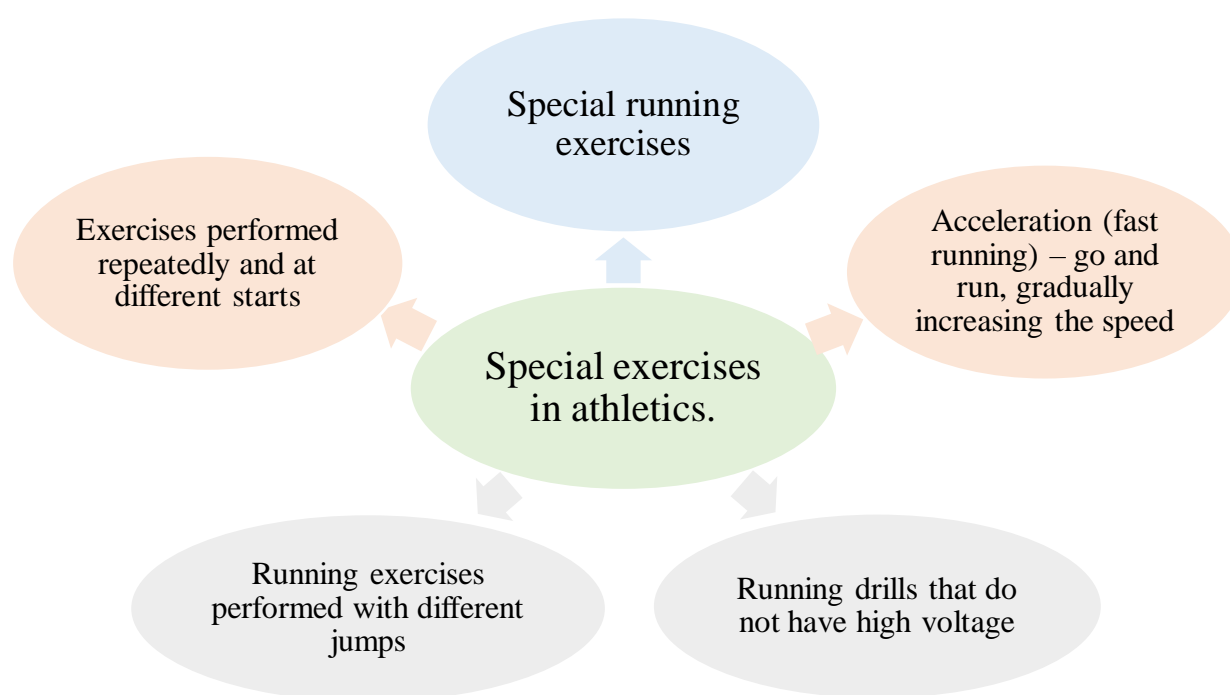 Special running
exercises
Exercises performed
repeatedly and at
different starts
Acceleration (fast
running) – go and
run, gradually
increasing the speed
Special exercises
in athletics.
Running exercises
performed with different
jumps
Running drills that do
not have high voltage